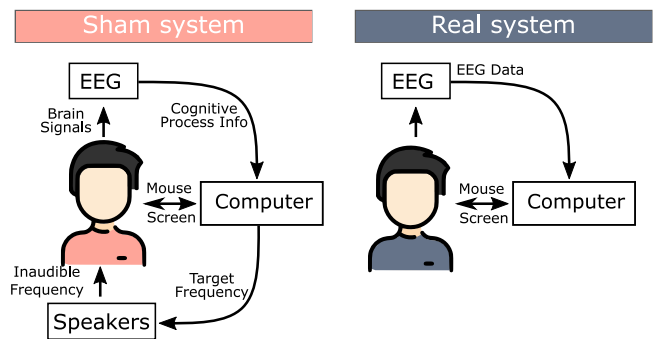 Sham system
EEG
Brain
Signals
Cognitive
Process Info
Mouse
Screen
Computer
Inaudible
Frequency
Target
Frequency
Speakers
Real system
EEG
EEG Data
Mouse
Screen
Computer